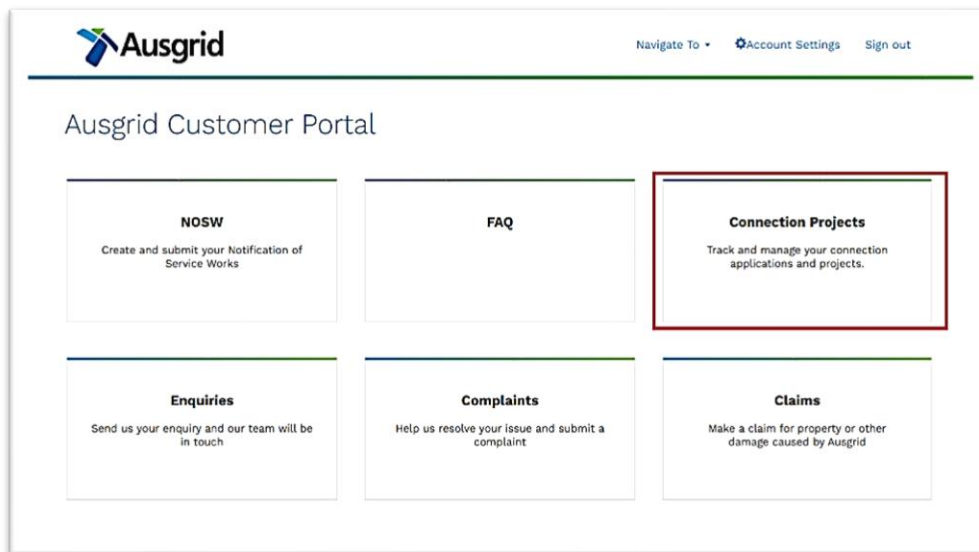 Ausgrid
Navigate To
Account Settings
Sign out
Ausgrid Customer Portal
NOSW
Create and submit your Notification of
Service Works
FAQ
Connection Projects
Track and manage your connection
applications and projects.
Enquiries
Send us your enquiry and our team will be
in touch
Complaints
Help us resolve your issue and submit a
complaint
Claims
Make a claim for property or other
damage caused by Ausgrid